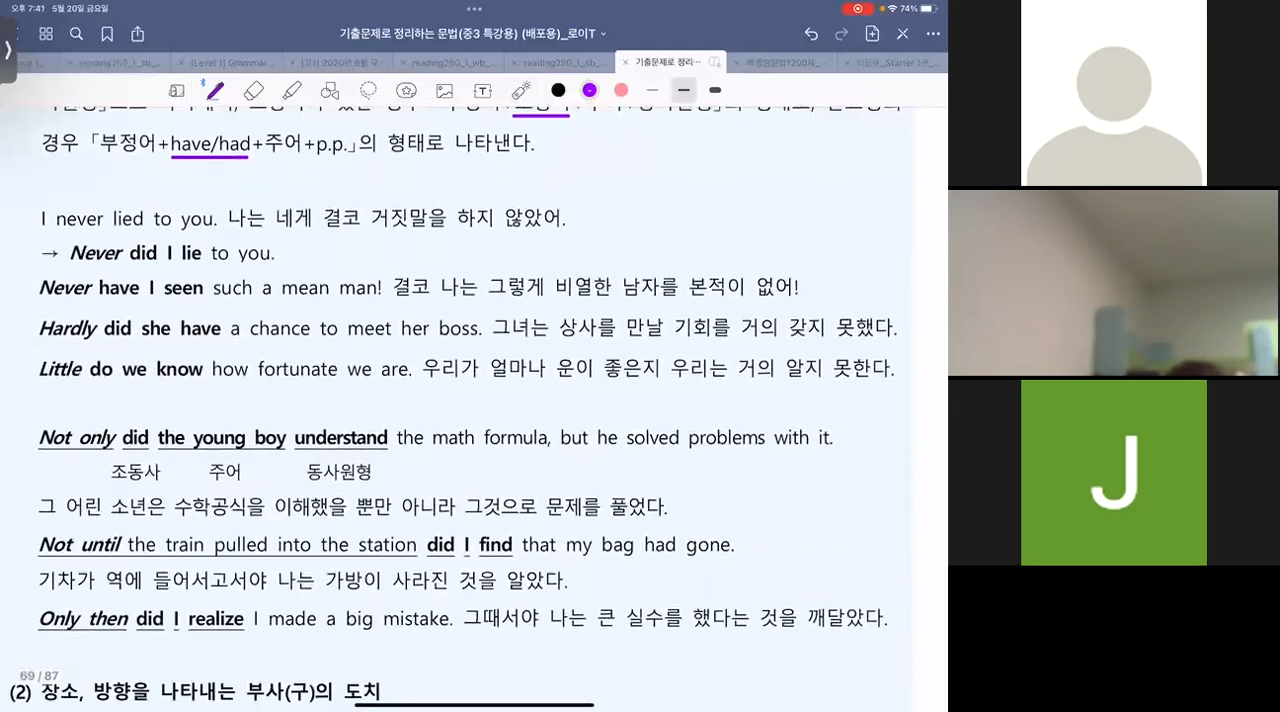 오후 7:41 5월 20일 금요일
74%
기출문제로 정리하는 문법(중3 특강용) (배포용)_로이T
reading250_1_sb_...
(Level 1) Grammar...
reading250_1_wb_...
reading250_1_sb_...
기출문제로 정리...
경우 「부정어+have/had+주어+p.p.」의 형태로 나타낸다.
I never lied to you. 나는 네게 결코 거짓말을 하지 않았어.
→ Never did I lie to you.
Never have I seen such a mean man! 결코 나는 그렇게 비열한 남자를 본적이 없어!
Hardly did she have a chance to meet her boss. 그녀는 상사를 만날 기회를 거의 갖지 못했다.
Little do we know how fortunate we are. 우리가 얼마나 운이 좋은지 우리는 거의 알지 못한다.
Not only did the young boy understand the math formula, but he solved problems with it.
조동사 주어 동사원형
그 어린 소년은 수학공식을 이해했을 뿐만 아니라 그것으로 문제를 풀었다.
Not until the train pulled into the station did I find that my bag had gone.
기차가 역에 들어서고서야 나는 가방이 사라진 것을 알았다.
Only then did I realize I made a big mistake. 그때서야 나는 큰 실수를 했다는 것을 깨달았다.
69 / 87
(2) 장소, 방향을 나타내는 부사(구)의 도치
J